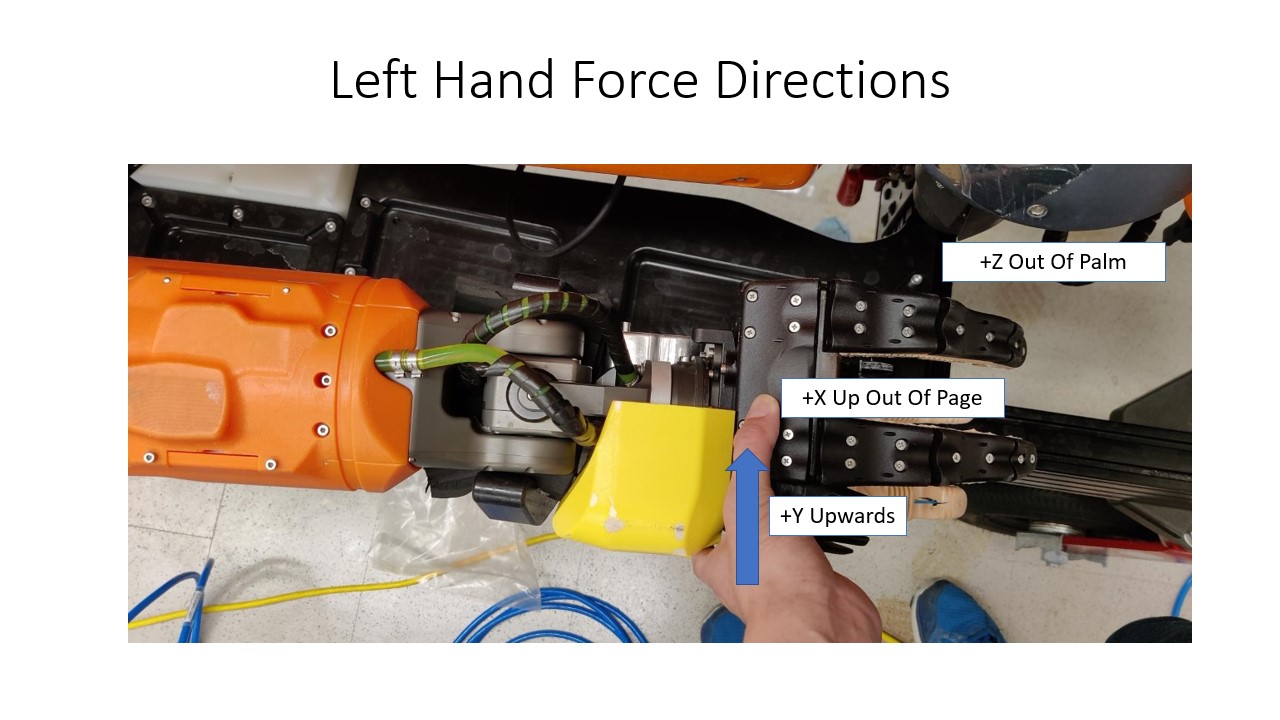 Left Hand Force Directions
+Z Out Of Palm
+X Up Out Of Page
+Y Upwards